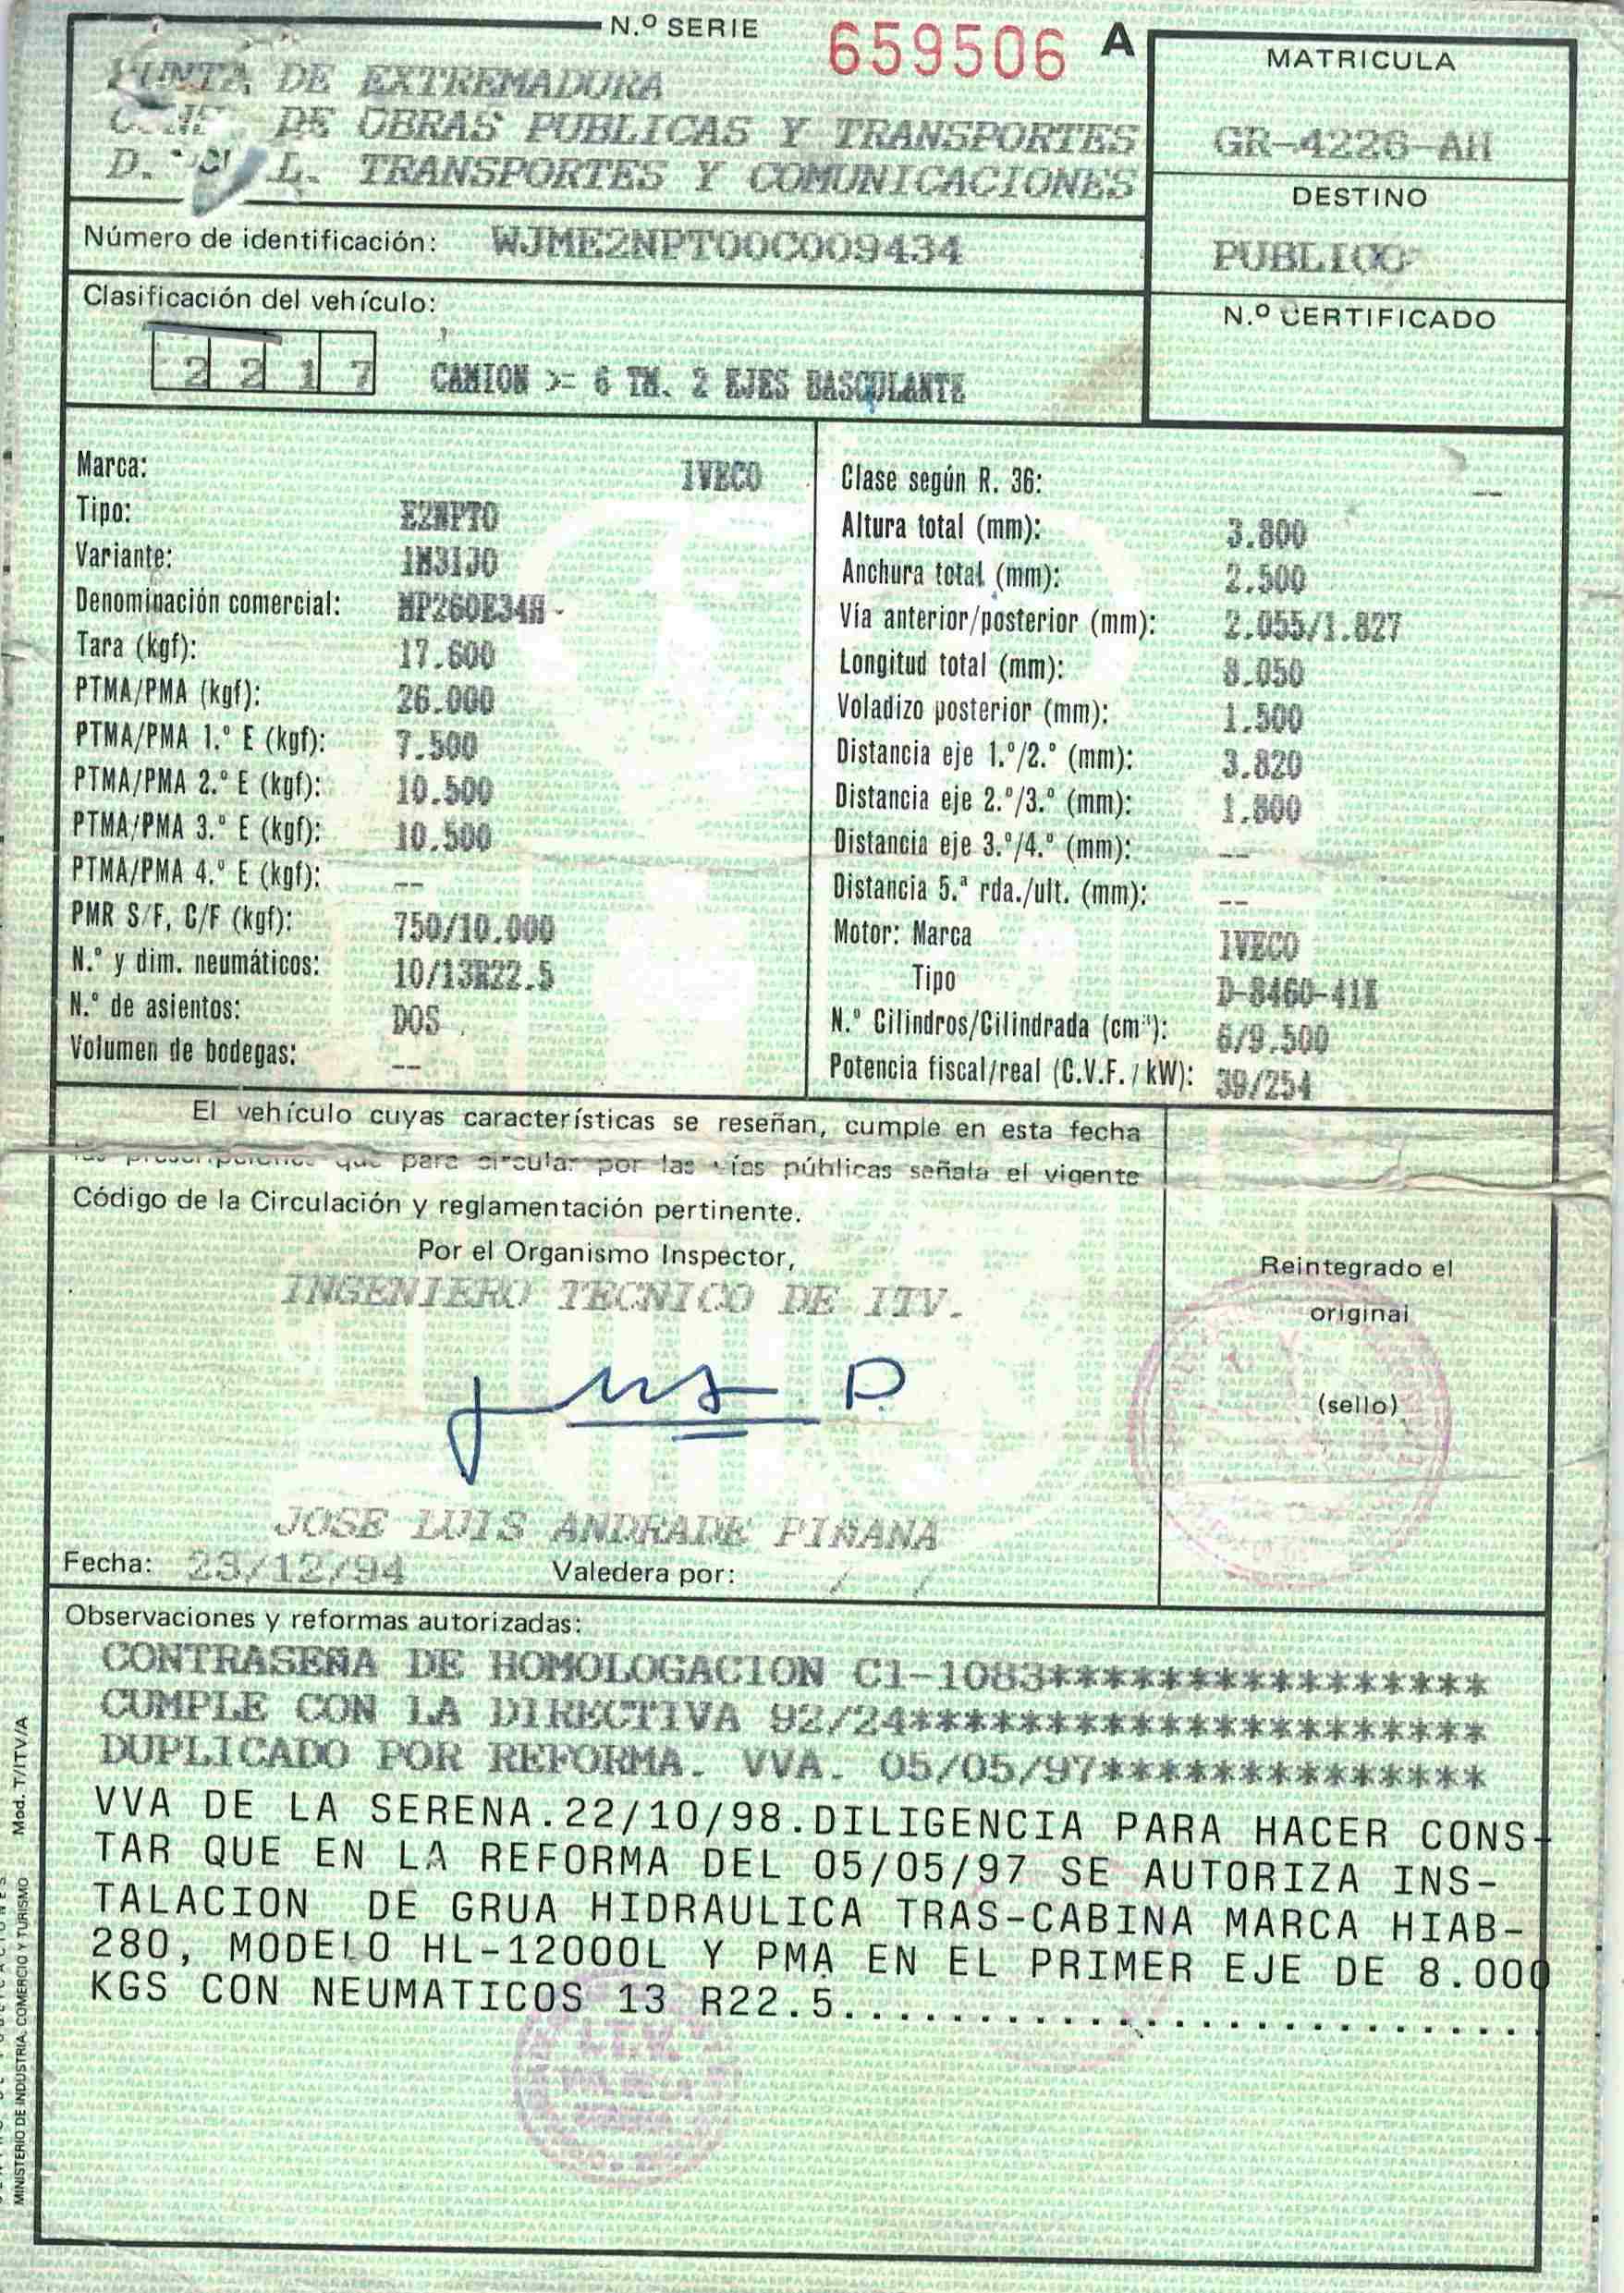 N.º SERIE 659506 A
JUNTA DE EXTREMADURA
DE OBRAS PUBLICAS Y TRANSPORTES
D. L. TRANSPORTES Y COMUNICACIONES
MATRICULA
GR-4226-AH
DESTINO
PUBLICO
N.º CERTIFICADO
Número de identificación: WJME2NPT00C009434
Clasificación del vehículo:
2 2 1 7 CAMION >= 6 TM. 2 EJES BASCULANTE
Marca: IVECO
Tipo: E2NPT0
Variante: 1N31J0
Denominación comercial: MP260E34H -
Tara (kgf): 17.600
PTMA/PMA (kgf): 26.000
PTMA/PMA 1.º E (kgf): 7.500
PTMA/PMA 2.º E (kgf): 10.500
PTMA/PMA 3.º E (kgf): 10.500
PTMA/PMA 4.º E (kgf): --
PMR S/F, C/F (kgf): 750/10.000
N.º y dim. neumáticos: 10/13R22.5
N.º de asientos: DOS
Volumen de bodegas: --
Clase según R. 36: --
Altura total (mm): 3.800
Anchura total (mm): 2.500
Vía anterior/posterior (mm): 2.055/1.827
Longitud total (mm): 8.050
Voladizo posterior (mm): 1.500
Distancia eje 1.º/2.º (mm): 3.820
Distancia eje 2.º/3.º (mm): 1.800
Distancia eje 3.º/4.º (mm): --
Distancia 5.ª rda./ult. (mm): --
Motor: Marca IVECO
Tipo D-8460-41K
N.º Cilindros/Cilindrada (cm³): 6/9.500
Potencia fiscal/real (C.V.F. / kW): 39/254
El vehículo cuyas características se reseñan, cumple en esta fecha
las prescripciones que para circular por las vías públicas señala el vigente
Código de la Circulación y reglamentación pertinente.
Por el Organismo Inspector,
INGENIERO TECNICO DE ITV.
JOSE LUIS ANDRADE PIÑANA
Fecha: 23/12/94 Valedera por: / /
Reintegrado el
original
(sello)
Observaciones y reformas autorizadas:
CONTRASEÑA DE HOMOLOGACION C1-1083****************
CUMPLE CON LA DIRECTIVA 92/24*********************
DUPLICADO POR REFORMA. VVA. 05/05/97**************
VVA DE LA SERENA.22/10/98.DILIGENCIA PARA HACER CONS-
TAR QUE EN LA REFORMA DEL 05/05/97 SE AUTORIZA INS-
TALACION DE GRUA HIDRAULICA TRAS-CABINA MARCA HIAB-
280, MODELO HL-12000L Y PMA EN EL PRIMER EJE DE 8.000
KGS CON NEUMATICOS 13 R22.5..........................
I.T.V.
Mod. T/ITV/A
MINISTERIO DE INDUSTRIA, COMERCIO Y TURISMO